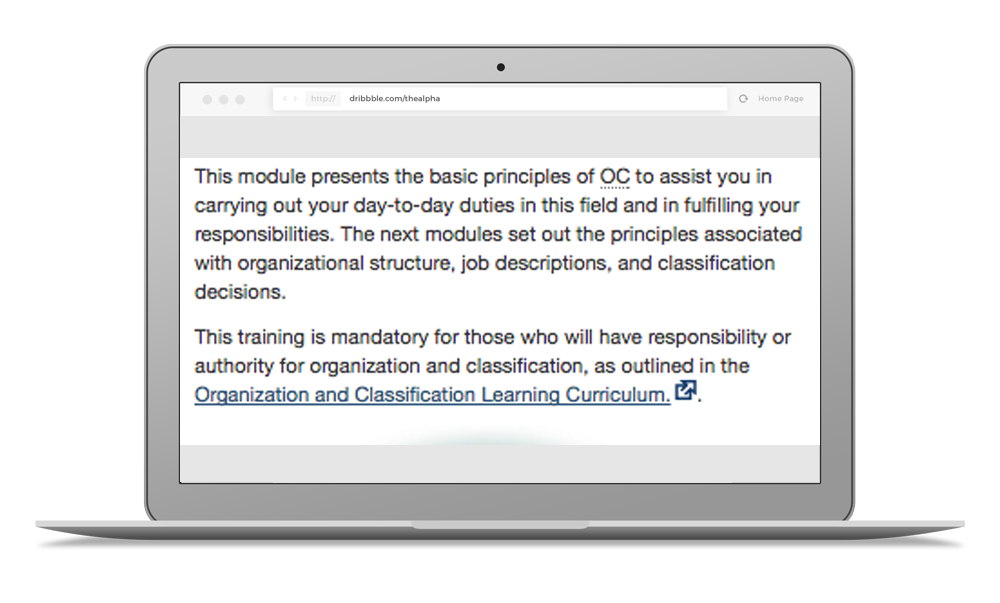 http:// dribbble.com/thealpha Home Page
This module presents the basic principles of OC to assist you in
carrying out your day-to-day duties in this field and in fulfilling your
responsibilities. The next modules set out the principles associated
with organizational structure, job descriptions, and classification
decisions.
This training is mandatory for those who will have responsibility or
authority for organization and classification, as outlined in the
Organization and Classification Learning Curriculum. .